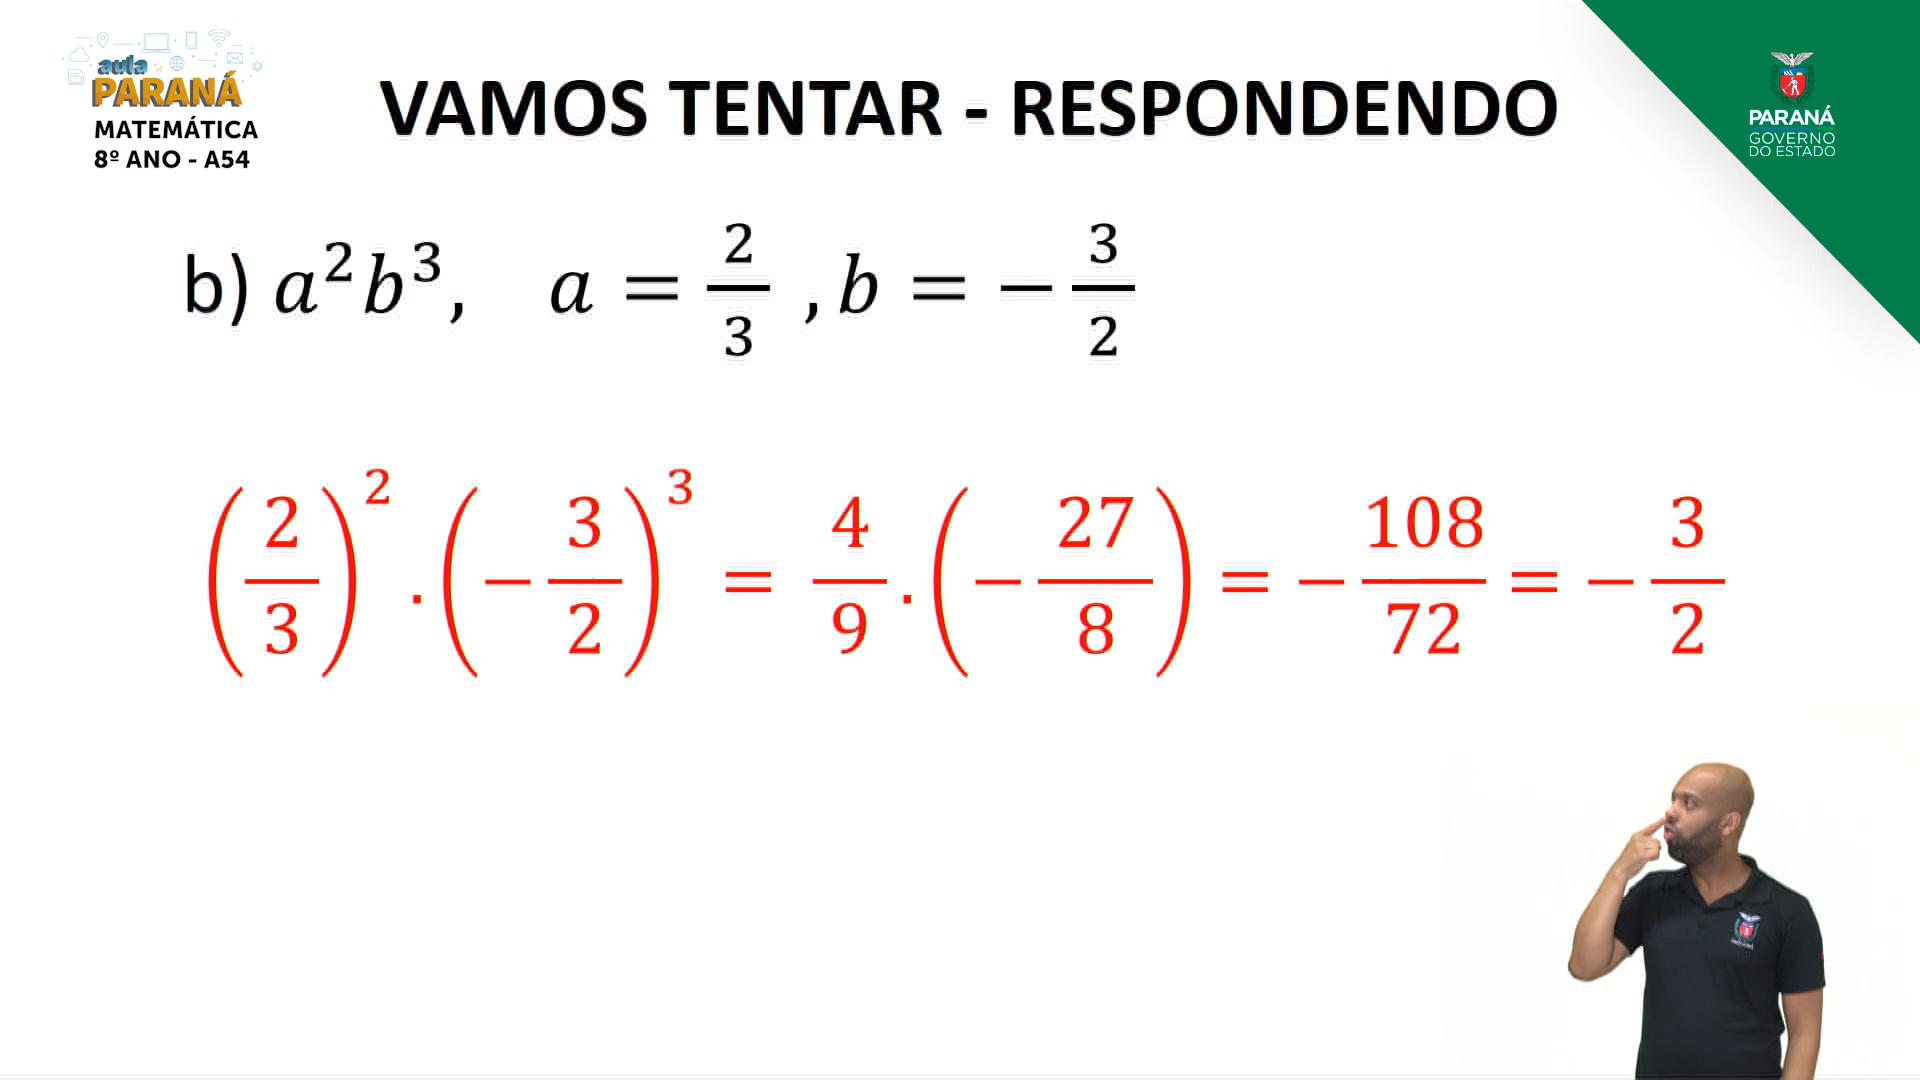 aula
PARANÁ
MATEMÁTICA
8º ANO - A54
VAMOS TENTAR - RESPONDENDO
PARANÁ
GOVERNO
DO ESTADO
b) a²b³, a = 2/3 , b = − 3/2
(2/3)² . (− 3/2)³ = 4/9 . (− 27/8) = − 108/72 = − 3/2